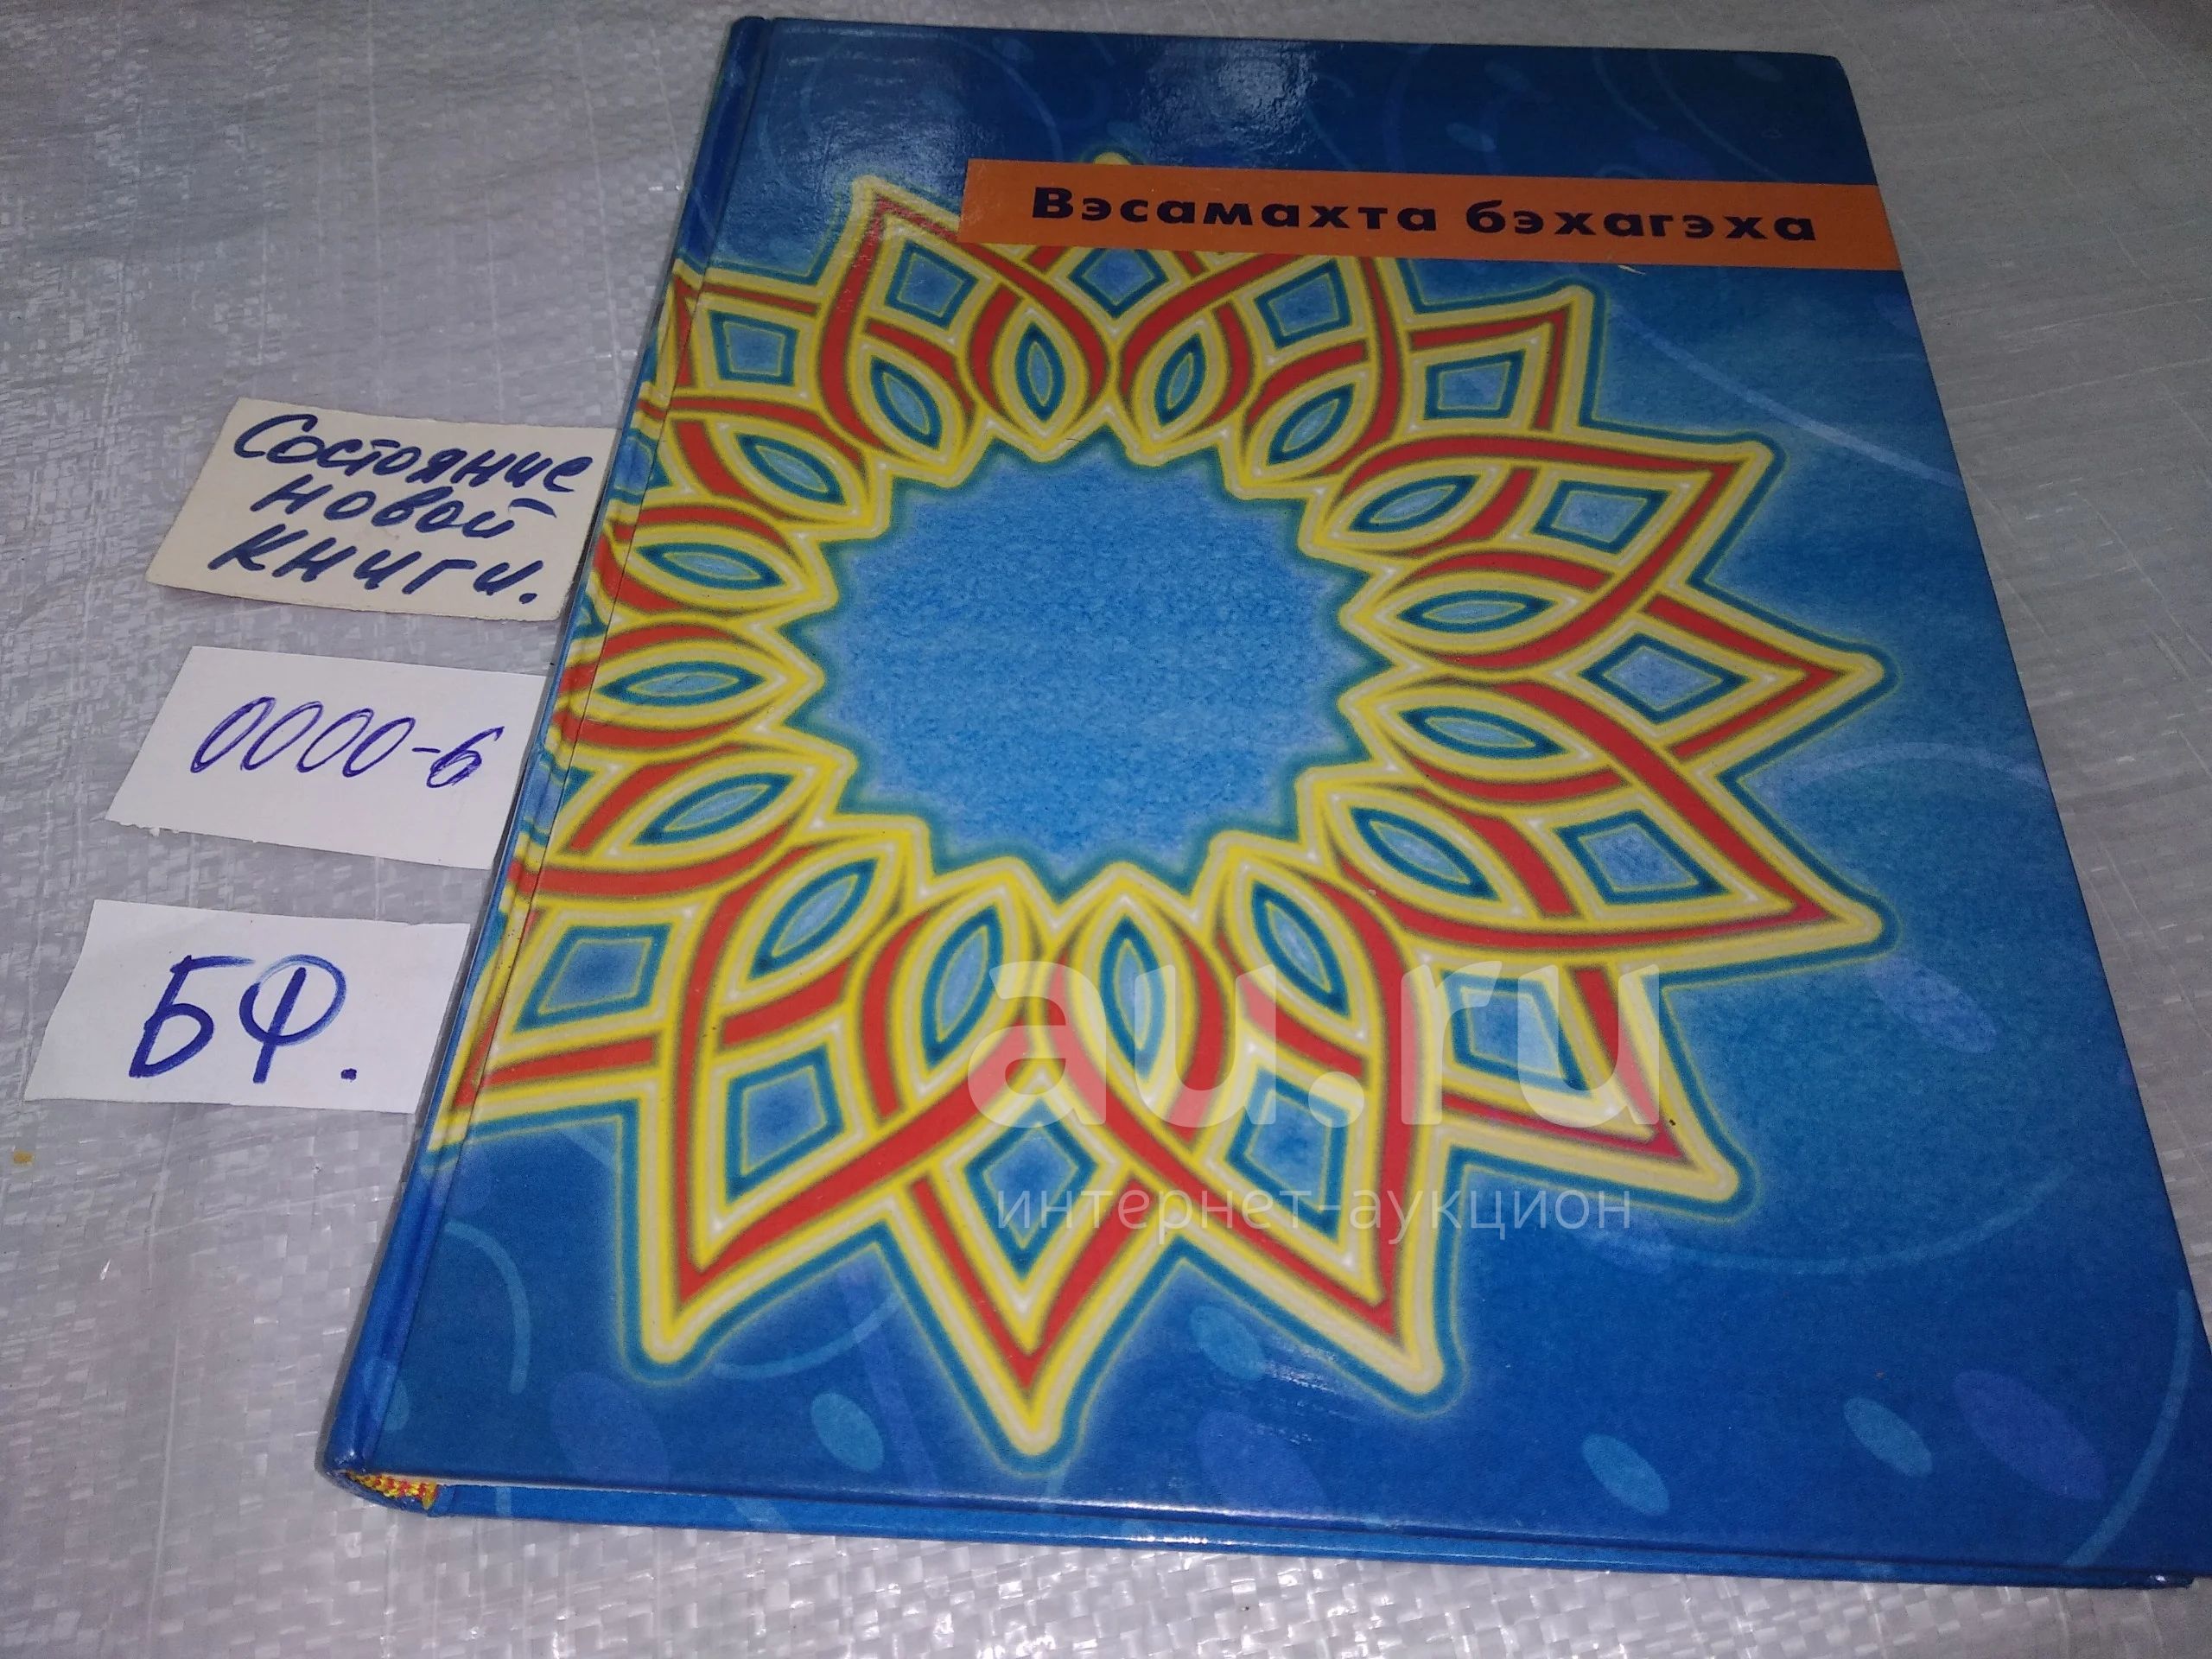 Вэсамахта бэхагэха
Состояние
новой
книги.
0000-6
БФ.
au.ru
интернет-аукцион